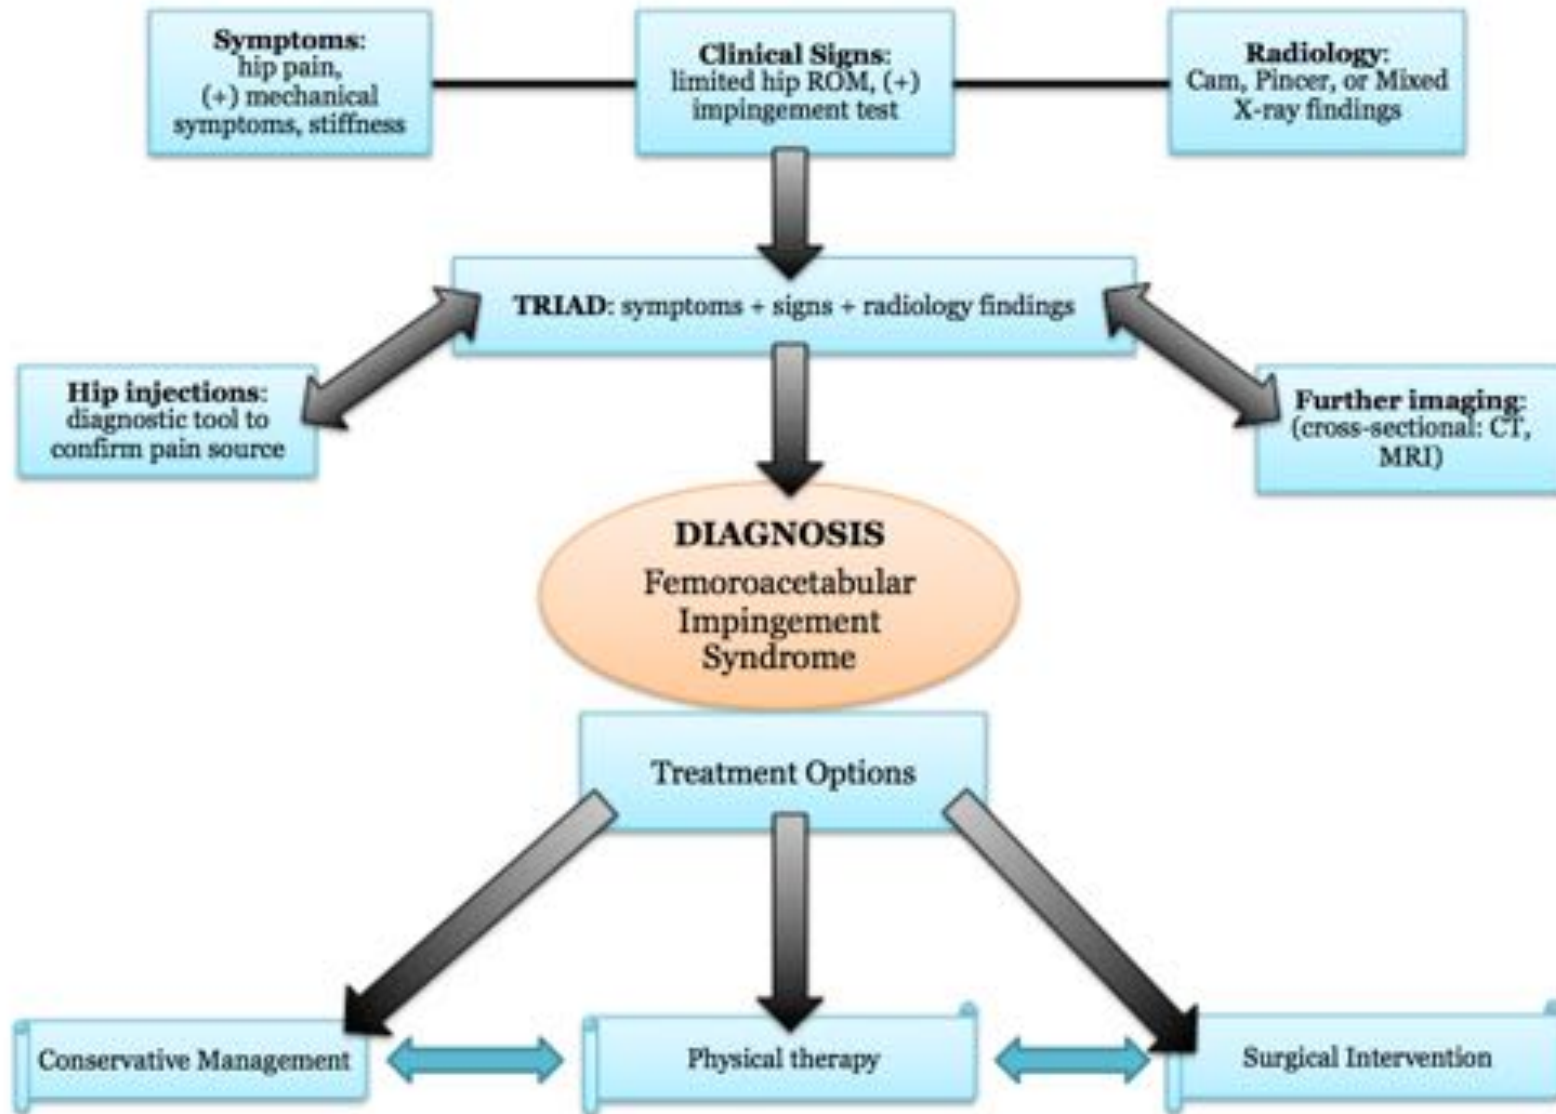 Symptoms:
hip pain,
(+) mechanical
symptoms, stiffness
Clinical Signs:
limited hip ROM, (+)
impingement test
Radiology:
Cam, Pincer, or Mixed
X-ray findings
TRIAD: symptoms + signs + radiology findings
Hip injections:
diagnostic tool to
confirm pain source
Further imaging:
(cross-sectional: CT,
MRI)
DIAGNOSIS
Femoroacetabular
Impingement
Syndrome
Treatment Options
Conservative Management
Physical therapy
Surgical Intervention